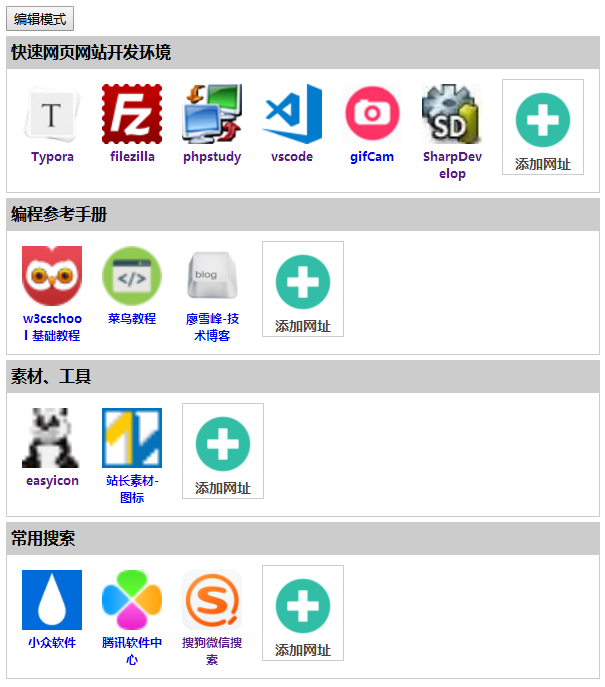 编辑模式
快速网页网站开发环境
T
Fz
SD
Typora filezilla phpstudy vscode gifCam SharpDev
elop
添加网址
编程参考手册
</>
blog
w3cschoo
l 基础教程
菜鸟教程
廖雪峰-技
术博客
添加网址
素材、工具
easyicon
站长素材-
图标
添加网址
常用搜索
S
小众软件
腾讯软件中
心
搜狗微信搜
索
添加网址